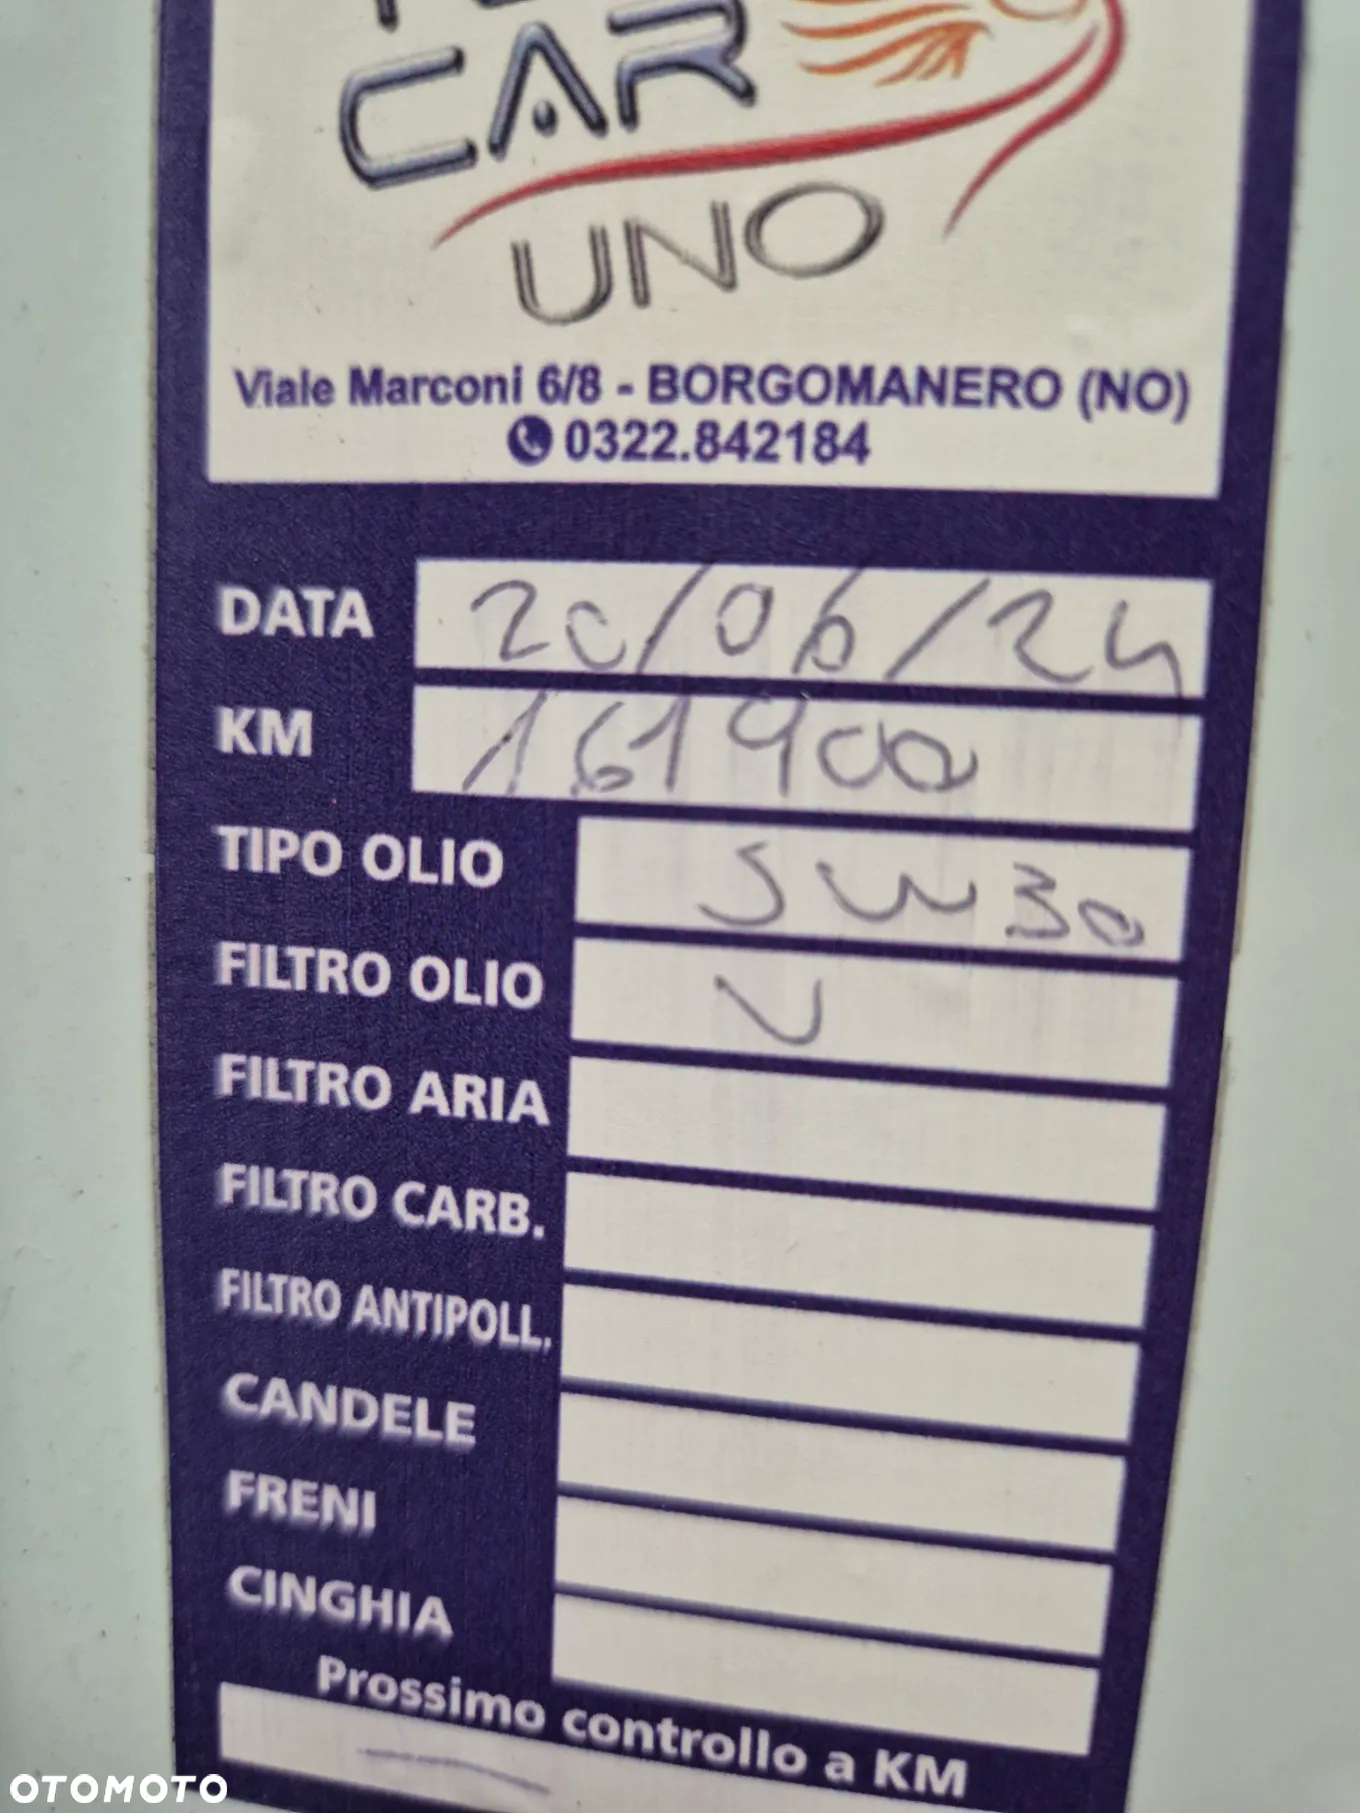 CAR
UNO
Viale Marconi 6/8 - BORGOMANERO (NO)
0322.842184
DATA 20/06/24
KM 161900
TIPO OLIO 5W30
FILTRO OLIO
FILTRO ARIA
FILTRO CARB.
FILTRO ANTIPOLL.
CANDELE
FRENI
CINGHIA
Prossimo controllo a KM
OTOMOTO